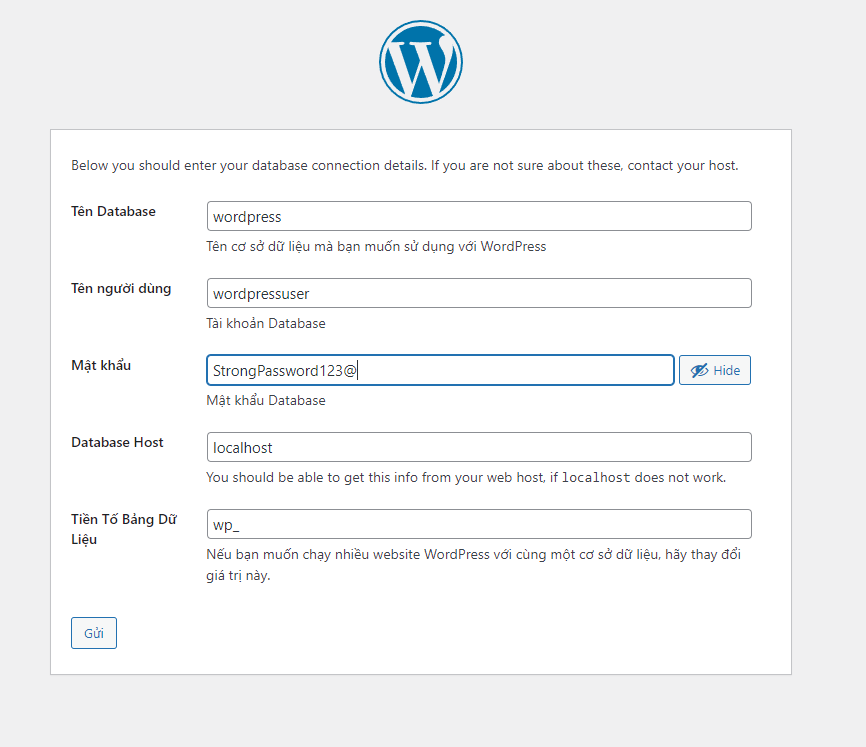 Below you should enter your database connection details. If you are not sure about these, contact your host.
Tên Database
wordpress
Tên cơ sở dữ liệu mà bạn muốn sử dụng với WordPress
Tên người dùng
wordpressuser
Tài khoản Database
Mật khẩu
StrongPassword123@
Hide
Mật khẩu Database
Database Host
localhost
You should be able to get this info from your web host, if localhost does not work.
Tiền Tố Bảng Dữ
Liệu
wp_
Nếu bạn muốn chạy nhiều website WordPress với cùng một cơ sở dữ liệu, hãy thay đổi
giá trị này.
Gửi